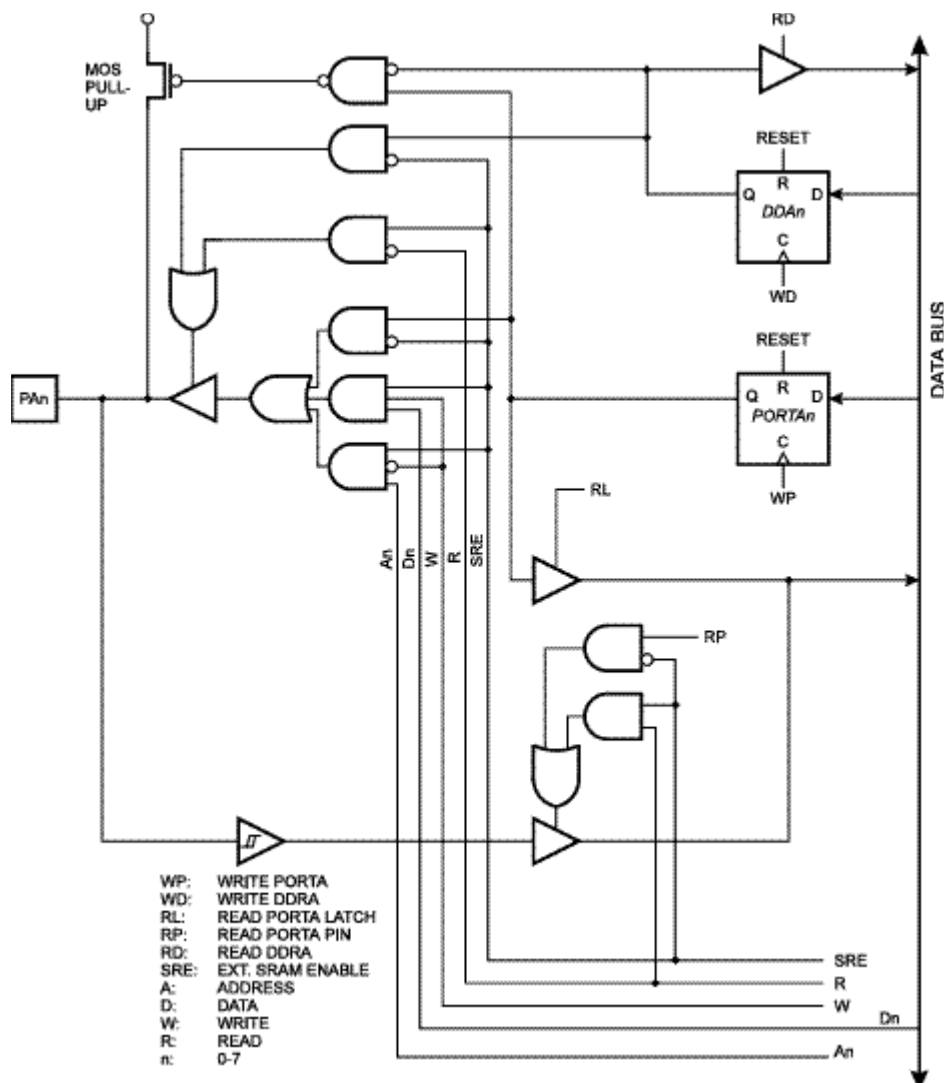 RD
MOS
PULL-
UP
RESET
R
Q
D
DDAn
C
WD
RESET
R
Q
D
PORTAn
C
WP
DATA BUS
PAn
RL
An
Dn
W
R
SRE
RP
WP: WRITE PORTA
WD: WRITE DDRA
RL: READ PORTA LATCH
RP: READ PORTA PIN
RD: READ DDRA
SRE: EXT. SRAM ENABLE
A: ADDRESS
D: DATA
W: WRITE
R: READ
n: 0-7
SRE
R
W
Dn
An